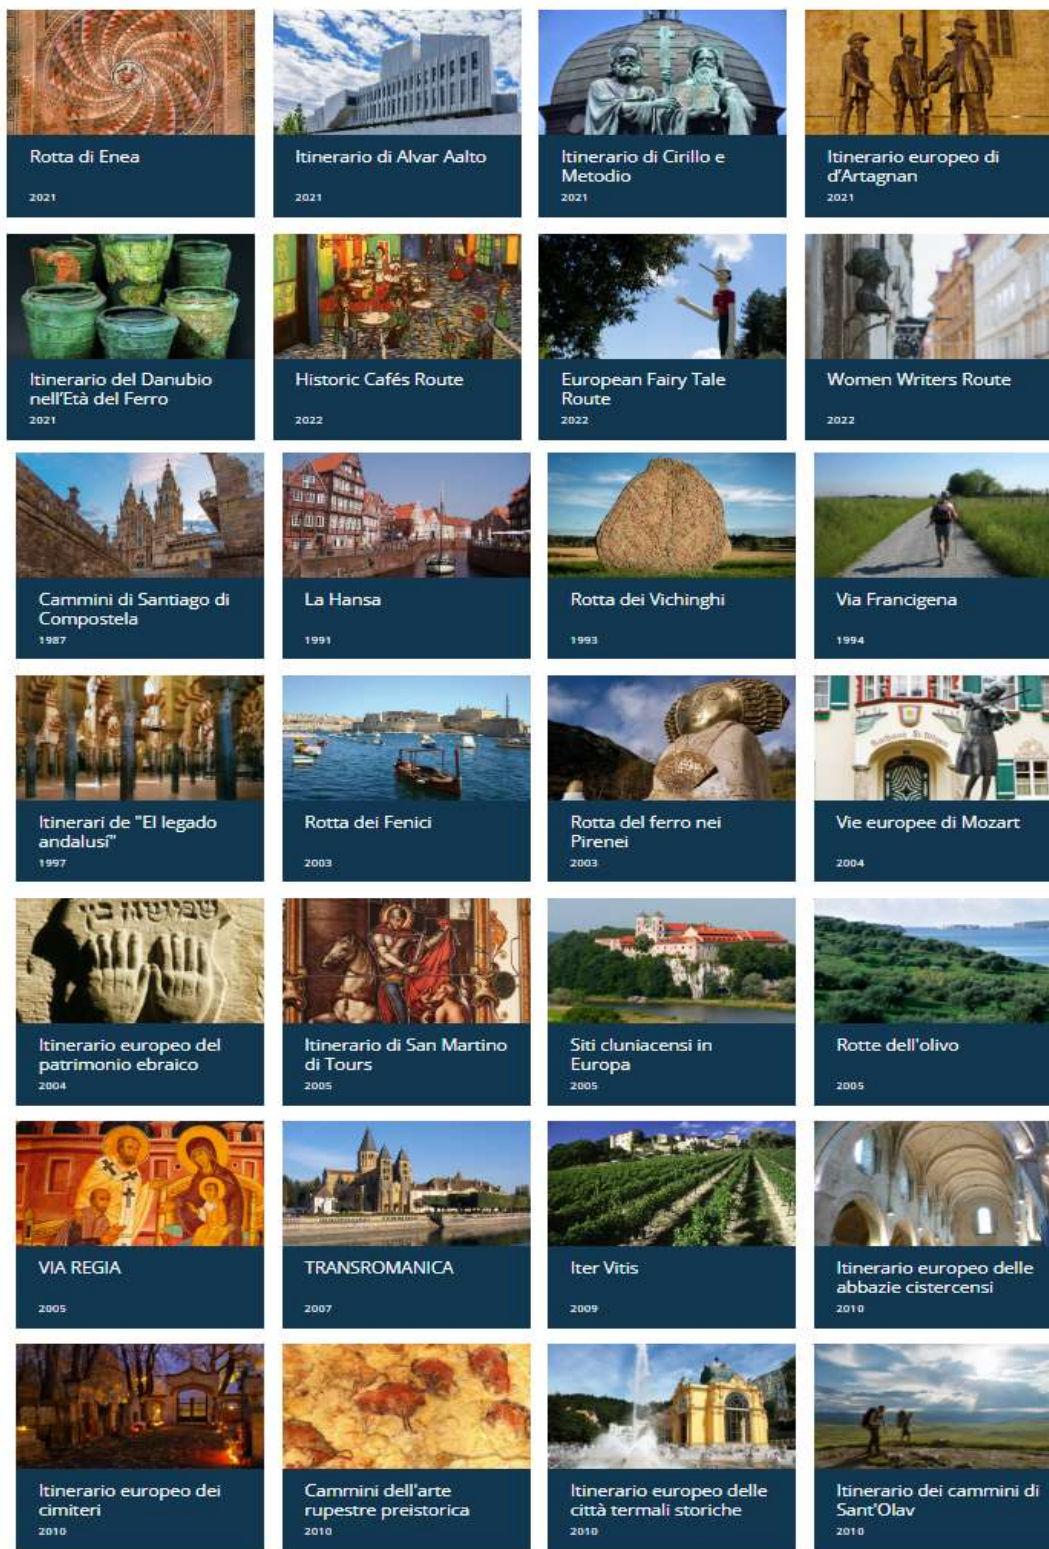 Rotta di Enea
2021
Itinerario di Alvar Aalto
2021
Itinerario di Cirillo e
Metodio
2021
Itinerario europeo di
d'Artagnan
2021
Itinerario del Danubio
nell'Età del Ferro
2021
Historic Cafés Route
2022
European Fairy Tale
Route
2022
Women Writers Route
2022
Cammini di Santiago di
Compostela
1987
La Hansa
1991
Rotta dei Vichinghi
1993
Via Francigena
1994
Itinerari de "El legado
andalusí"
1997
Rotta dei Fenici
2003
Rotta del ferro nei
Pirenei
2003
Vie europee di Mozart
2004
Itinerario europeo del
patrimonio ebraico
2004
Itinerario di San Martino
di Tours
2005
Siti cluniacensi in
Europa
2005
Rotte dell'olivo
2005
VIA REGIA
2005
TRANSROMANICA
2007
Iter Vitis
2009
Itinerario europeo delle
abbazie cistercensi
2010
Itinerario europeo dei
cimiteri
2010
Cammini dell'arte
rupestre preistorica
2010
Itinerario europeo delle
città termali storiche
2010
Itinerario dei cammini di
Sant'Olav
2010